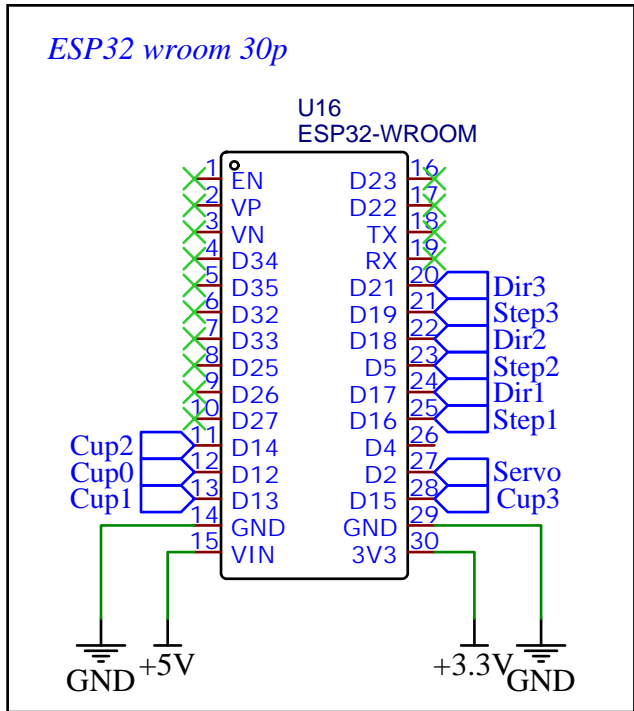 ESP32 wroom 30p
U16
ESP32-WROOM
1 EN D23 16
2 VP D22 17
3 VN TX 18
4 D34 RX 19
5 D35 D21 20 Dir3
6 D32 D19 21 Step3
7 D33 D18 22 Dir2
8 D25 D5 23 Step2
9 D26 D17 24 Dir1
10 D27 D16 25 Step1
Cup2 11 D14 D4 26
Cup0 12 D12 D2 27 Servo
Cup1 13 D13 D15 28 Cup3
14 GND GND 29
15 VIN 3V3 30
GND +5V +3.3V GND